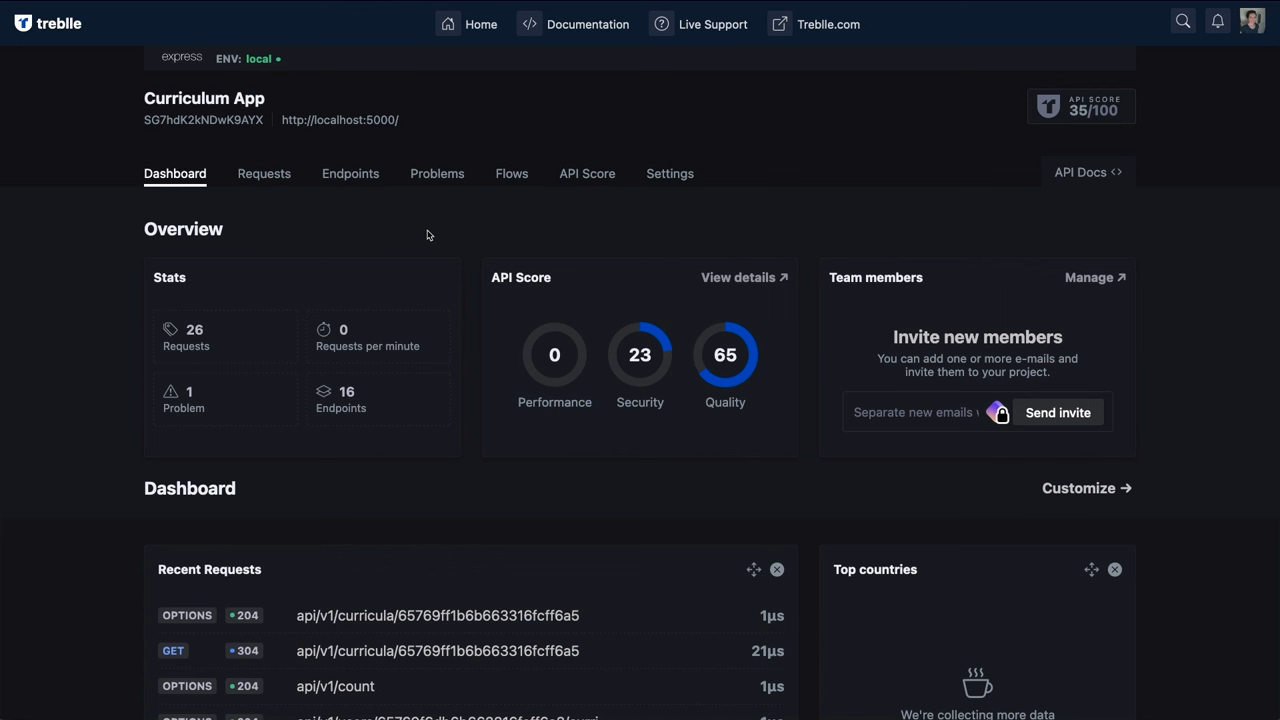 treblle
Home
Documentation
Live Support
Treblle.com
express
ENV: local
Curriculum App
SG7hdK2kNDwK9AYX
http://localhost:5000/
API SCORE
35/100
Dashboard
Requests
Endpoints
Problems
Flows
API Score
Settings
API Docs <>
Overview
Stats
26
Requests
0
Requests per minute
1
Problem
16
Endpoints
API Score
View details
0
Performance
23
Security
65
Quality
Team members
Manage
Invite new members
You can add one or more e-mails and
invite them to your project.
Separate new emails
Send invite
Dashboard
Customize →
Recent Requests
OPTIONS 204 api/v1/curricula/65769ff1b6b663316fcff6a5 1µs
GET 304 api/v1/curricula/65769ff1b6b663316fcff6a5 21µs
OPTIONS 204 api/v1/count 1µs
Top countries
We're collecting more data